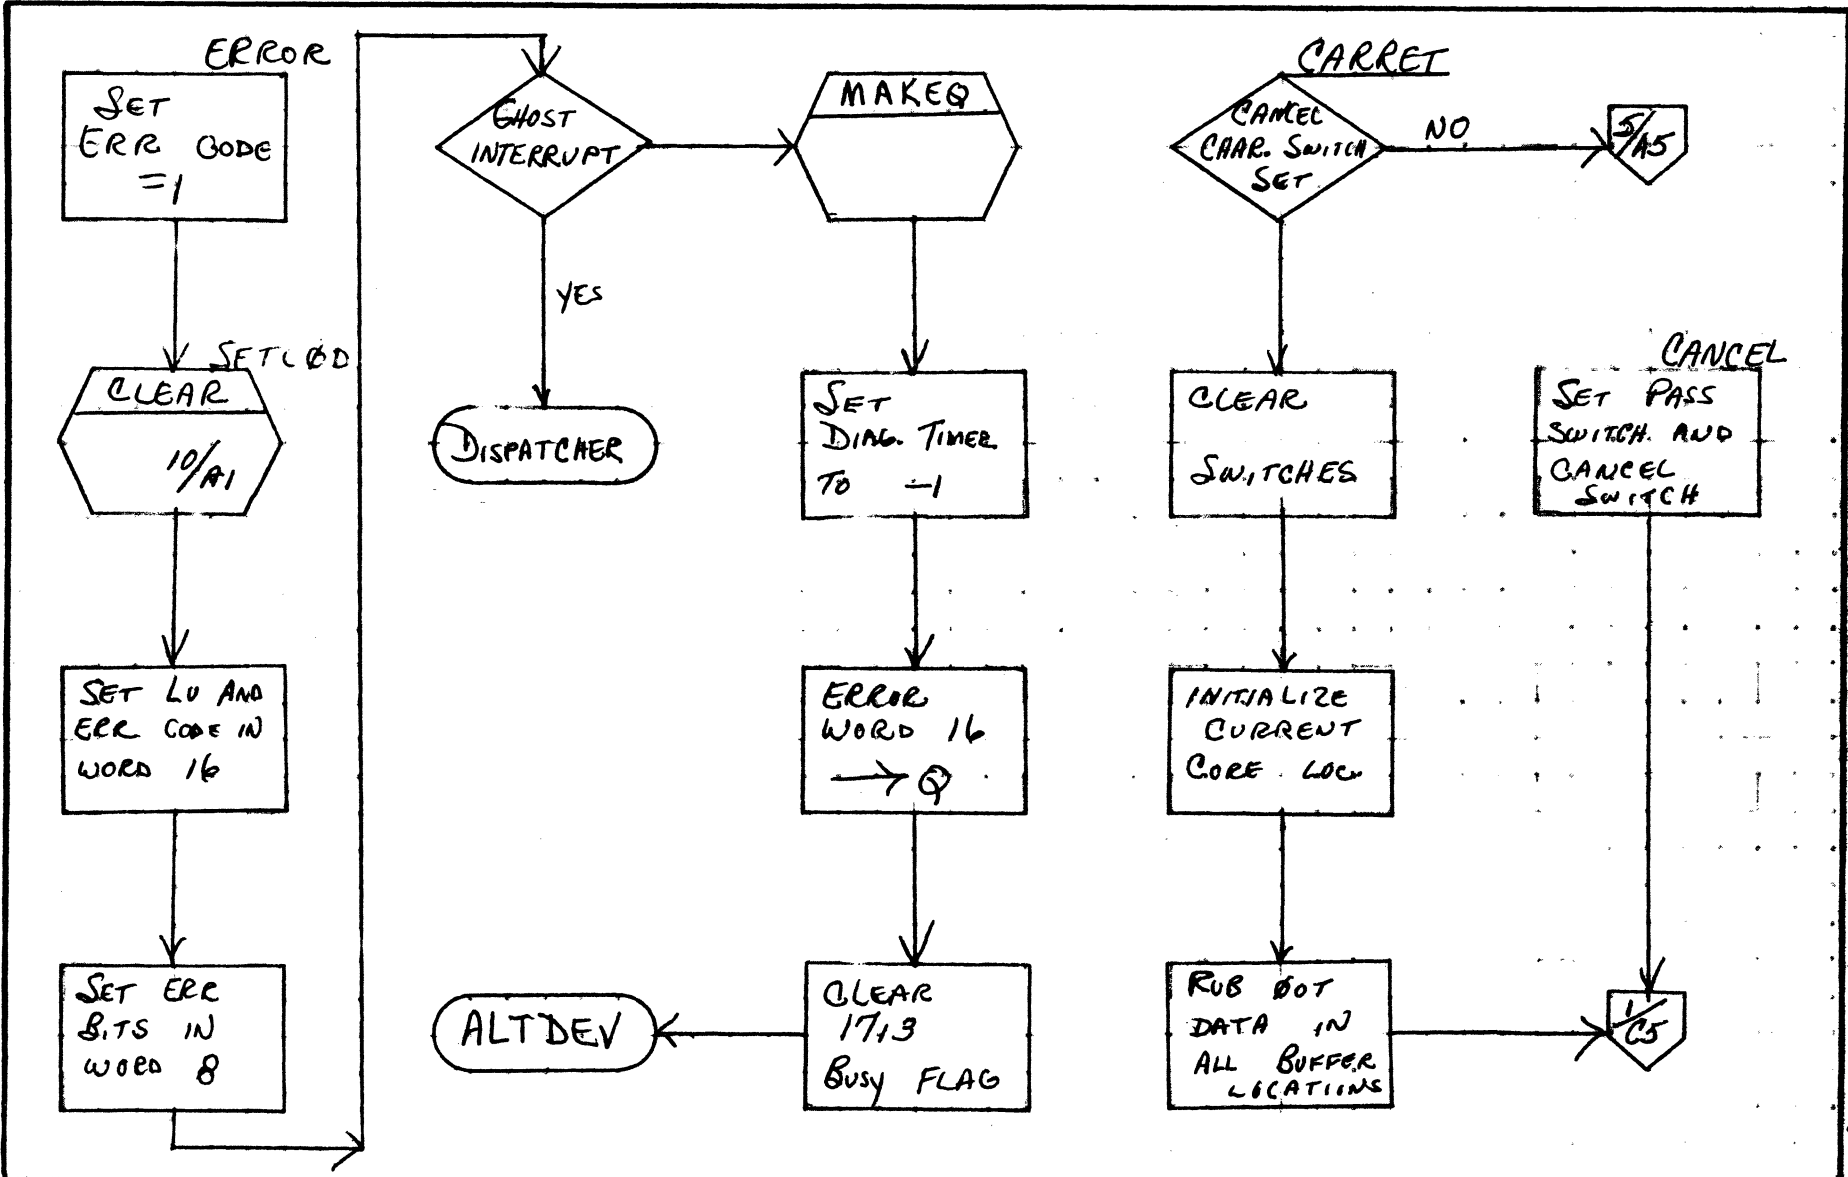 ERROR
SET
ERR CODE
=1
SETLØD
CLEAR
10/A1
SET LU AND
ERR CODE IN
WORD 16
SET ERR
BITS IN
WORD 8
GHOST
INTERRUPT
YES
DISPATCHER
MAKEQ
SET
DIAG. TIMER
TO -1
ERROR
WORD 16
→ Q
CLEAR
1713
BUSY FLAG
ALTDEV
CARRET
CANCEL
CHAR. SWITCH
SET
NO
5/A5
CLEAR
SWITCHES
INITIALIZE
CURRENT
CORE LOC.
RUB ØOT
DATA IN
ALL BUFFER
LOCATIONS
CANCEL
SET PASS
SWITCH AND
CANCEL
SWITCH
1/C5